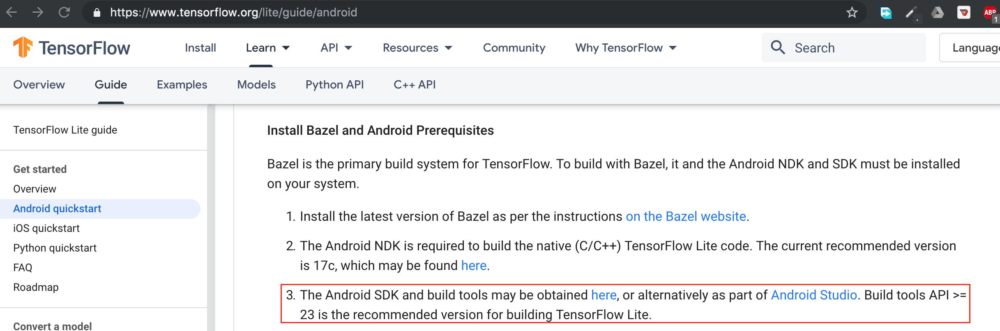 https://www.tensorflow.org/lite/guide/android
ABP
1
TensorFlow
Install
Learn
API
Resources
Community
Why TensorFlow
Search
Language
Overview
Guide
Examples
Models
Python API
C++ API
TensorFlow Lite guide
Get started
Overview
Android quickstart
iOS quickstart
Python quickstart
FAQ
Roadmap
Convert a model
Install Bazel and Android Prerequisites
Bazel is the primary build system for TensorFlow. To build with Bazel, it and the Android NDK and SDK must be installed
on your system.
1. Install the latest version of Bazel as per the instructions on the Bazel website.
2. The Android NDK is required to build the native (C/C++) TensorFlow Lite code. The current recommended version
is 17c, which may be found here.
3. The Android SDK and build tools may be obtained here, or alternatively as part of Android Studio. Build tools API >=
23 is the recommended version for building TensorFlow Lite.